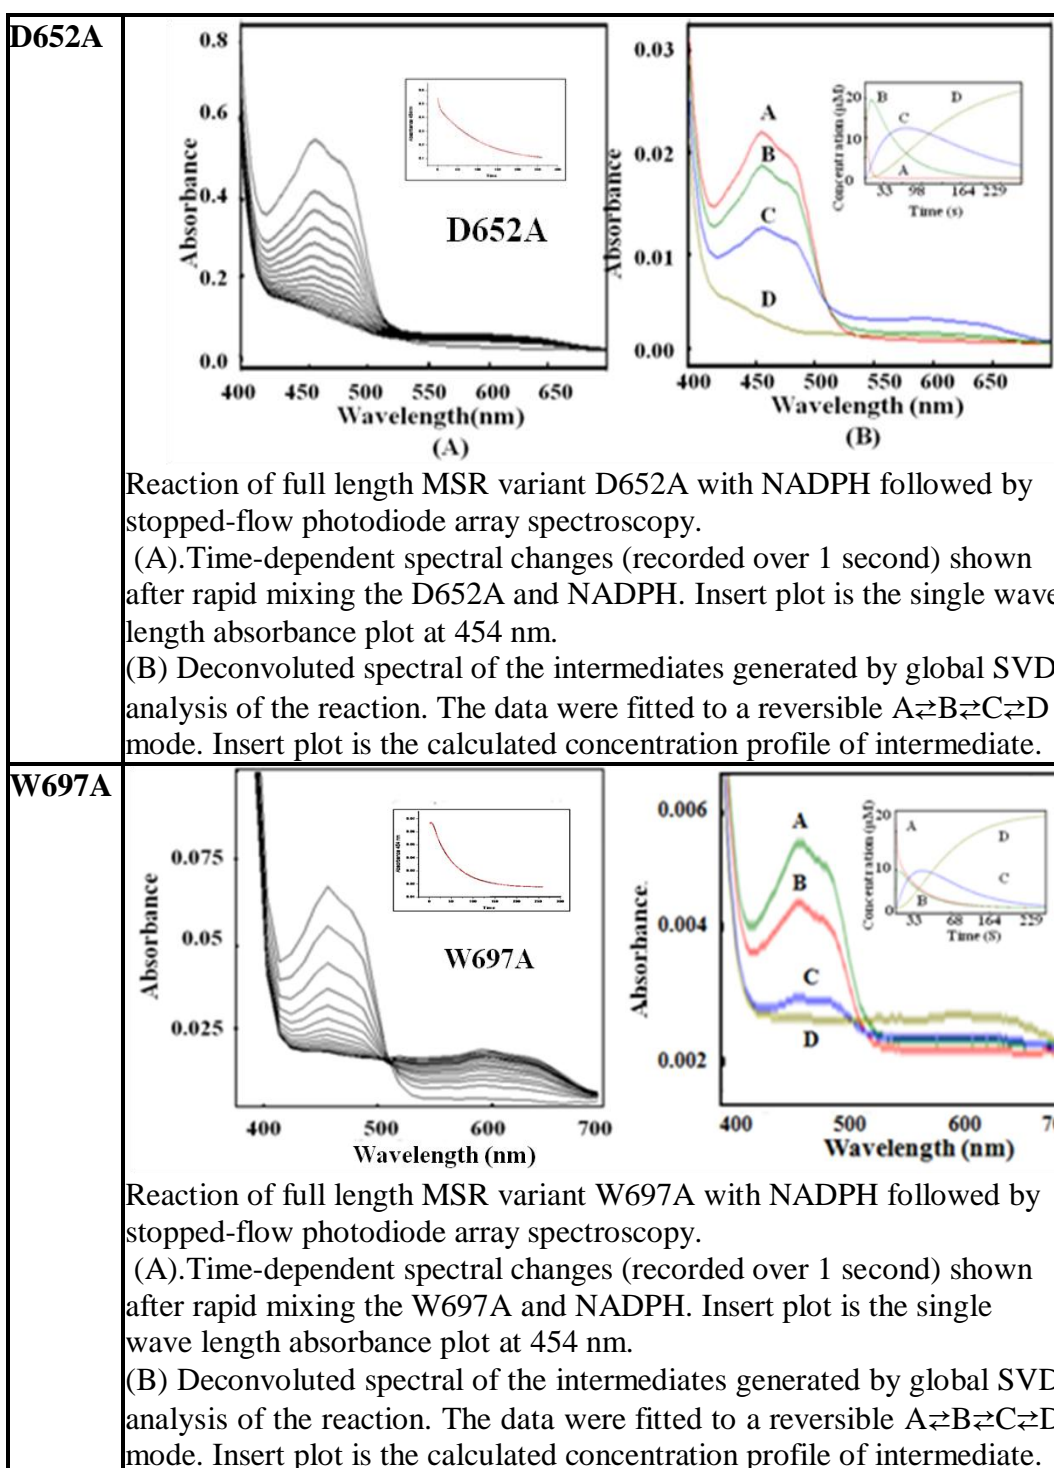 D652A
0.8
0.6
0.4
0.2
0.0
Absorbance
D652A
Time
400 450 500 550 600 650
Wavelength(nm)
(A)
0.03
0.02
0.01
0.00
Absorbance
A
B
C
D
Concentration (µM)
20
10
0
B
D
C
A
33 98 164 229
Time (s)
400 450 500 550 600 650
Wavelength (nm)
(B)
Reaction of full length MSR variant D652A with NADPH followed by
stopped-flow photodiode array spectroscopy.
(A).Time-dependent spectral changes (recorded over 1 second) shown
after rapid mixing the D652A and NADPH. Insert plot is the single wave
length absorbance plot at 454 nm.
(B) Deconvoluted spectral of the intermediates generated by global SVD
analysis of the reaction. The data were fitted to a reversible A⇄B⇄C⇄D
mode. Insert plot is the calculated concentration profile of intermediate.
W697A
0.075
0.05
0.025
Absorbance
W697A
Time
400 500 600 700
Wavelength (nm)
0.006
0.004
0.002
Absorbance.
A
B
C
D
Concentration (µM)
20
10
0
A
D
C
B
33 68 164 229
Time (S)
400 500 600
Wavelength (nm)
Reaction of full length MSR variant W697A with NADPH followed by
stopped-flow photodiode array spectroscopy.
(A).Time-dependent spectral changes (recorded over 1 second) shown
after rapid mixing the W697A and NADPH. Insert plot is the single
wave length absorbance plot at 454 nm.
(B) Deconvoluted spectral of the intermediates generated by global SVD
analysis of the reaction. The data were fitted to a reversible A⇄B⇄C⇄D
mode. Insert plot is the calculated concentration profile of intermediate.